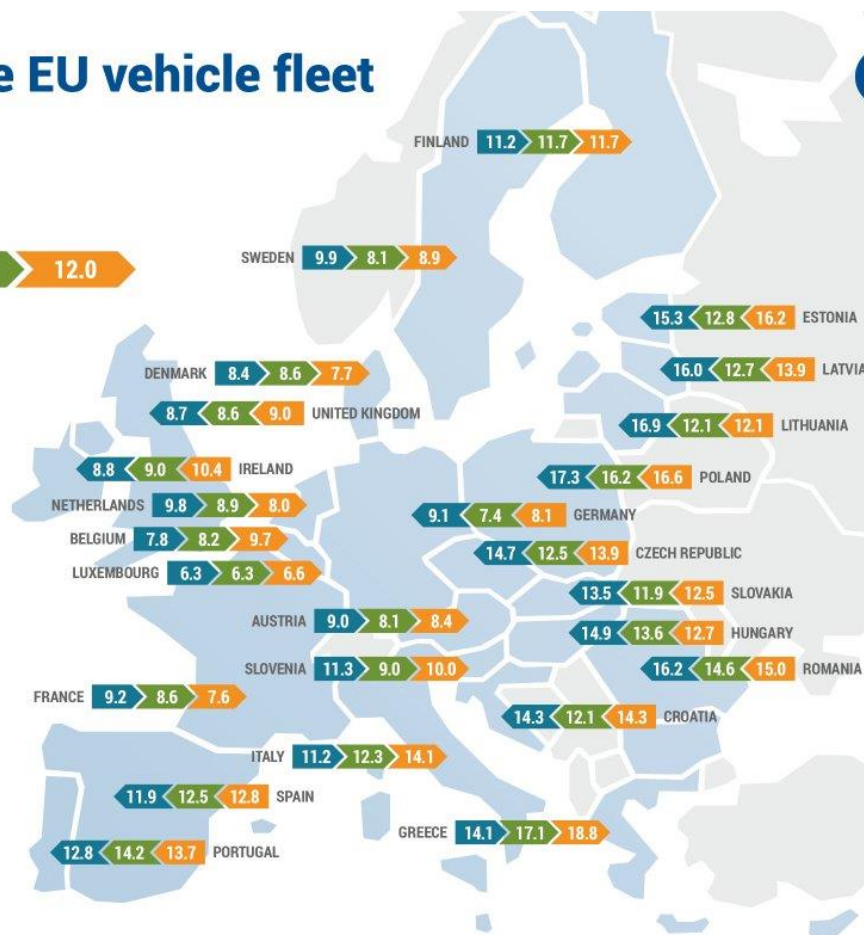 e EU vehicle fleet
FINLAND 11.2 11.7 11.7
SWEDEN 9.9 8.1 8.9
12.0
15.3 12.8 16.2 ESTONIA
DENMARK 8.4 8.6 7.7
16.0 12.7 13.9 LATVIA
8.7 8.6 9.0 UNITED KINGDOM
16.9 12.1 12.1 LITHUANIA
8.8 9.0 10.4 IRELAND
17.3 16.2 16.6 POLAND
NETHERLANDS 9.8 8.9 8.0
9.1 7.4 8.1 GERMANY
BELGIUM 7.8 8.2 9.7
14.7 12.5 13.9 CZECH REPUBLIC
LUXEMBOURG 6.3 6.3 6.6
13.5 11.9 12.5 SLOVAKIA
AUSTRIA 9.0 8.1 8.4
14.9 13.6 12.7 HUNGARY
SLOVENIA 11.3 9.0 10.0
16.2 14.6 15.0 ROMANIA
FRANCE 9.2 8.6 7.6
14.3 12.1 14.3 CROATIA
ITALY 11.2 12.3 14.1
11.9 12.5 12.8 SPAIN
GREECE 14.1 17.1 18.8
12.8 14.2 13.7 PORTUGAL